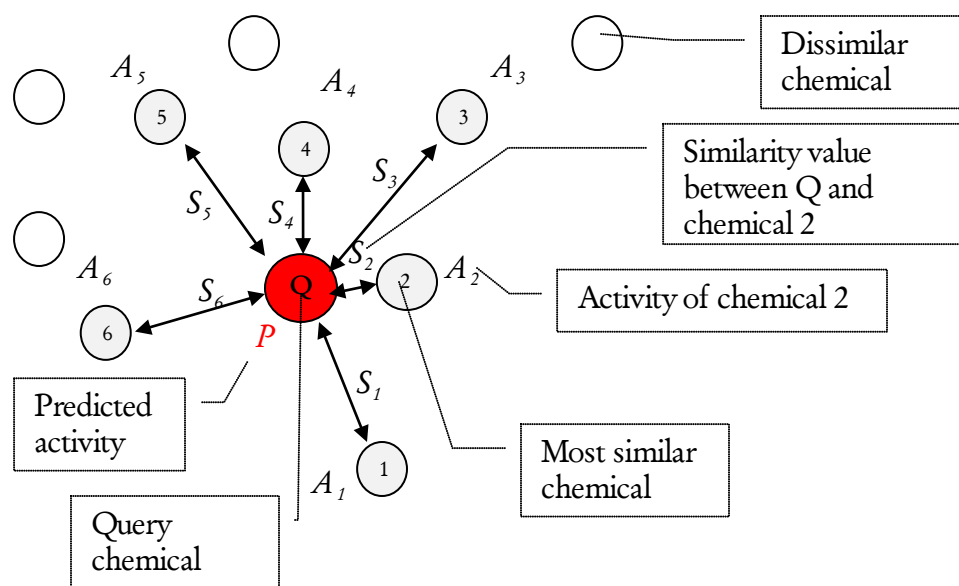 Dissimilar
chemical
A5
A4
A3
5
3
4
Similarity value
between Q and
chemical 2
S3
S5
S4
S2
A6
A2
Q
2
S6
Activity of chemical 2
6
P
S1
Predicted
activity
Most similar
chemical
1
A1
Query
chemical